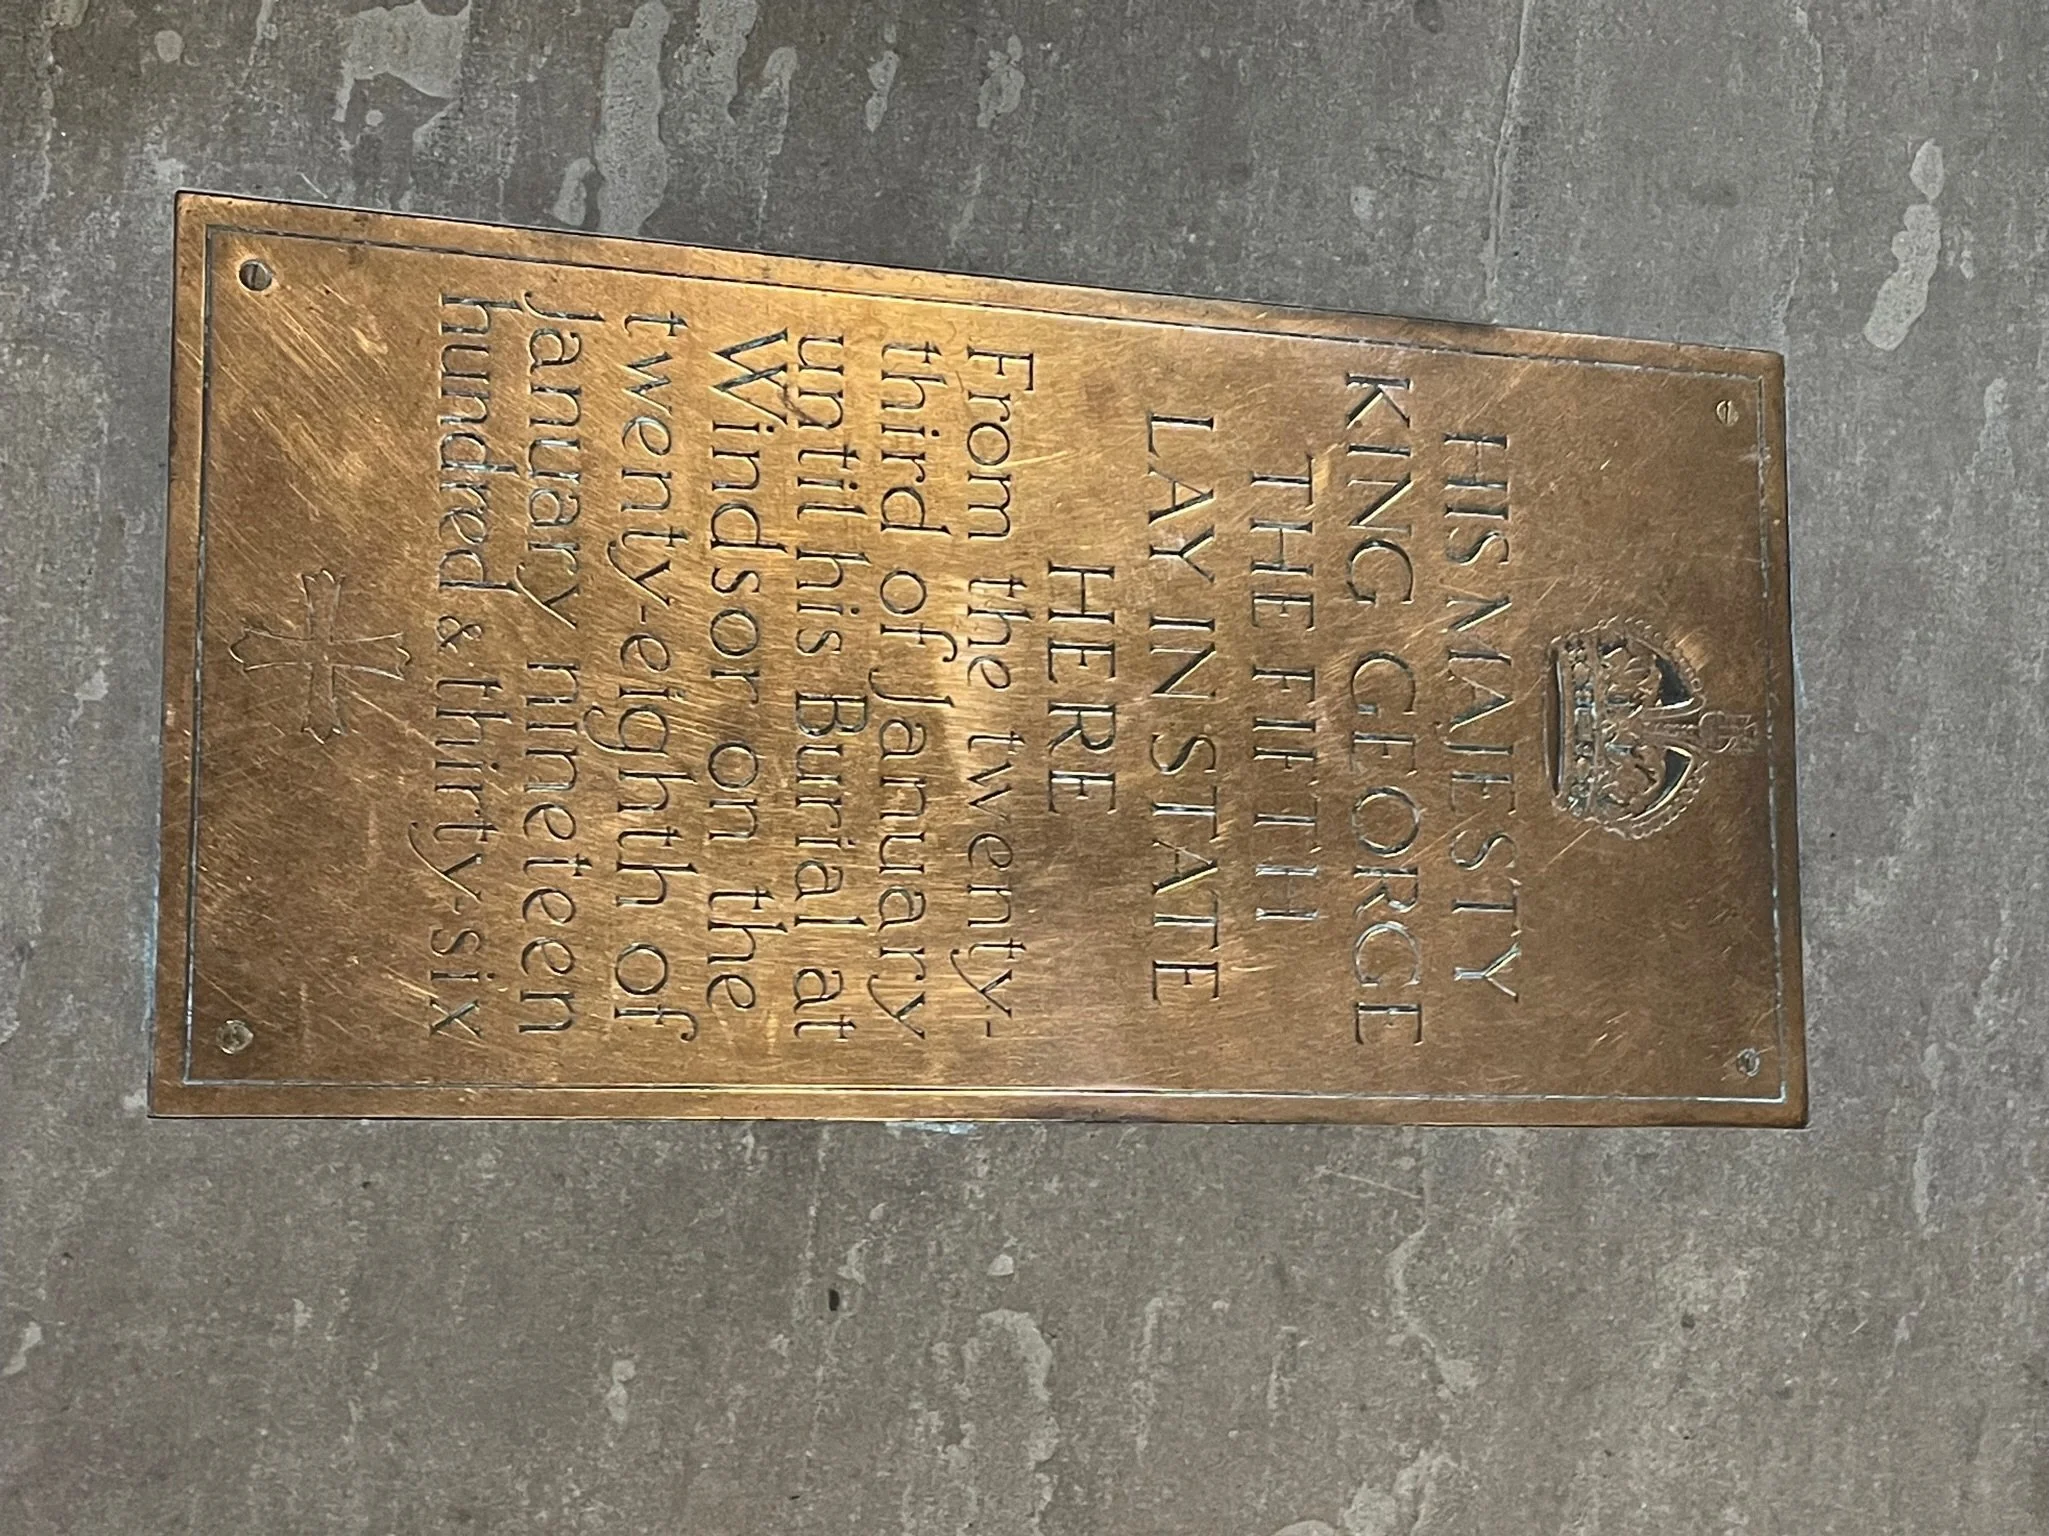 HIS MAJESTY
KING GEORGE
THE FIFTH
LAY IN STATE
HERE
From the twenty-
third of January
until his Burial at
Windsor on the
twenty-eighth of
January nineteen
hundred & thirty-six